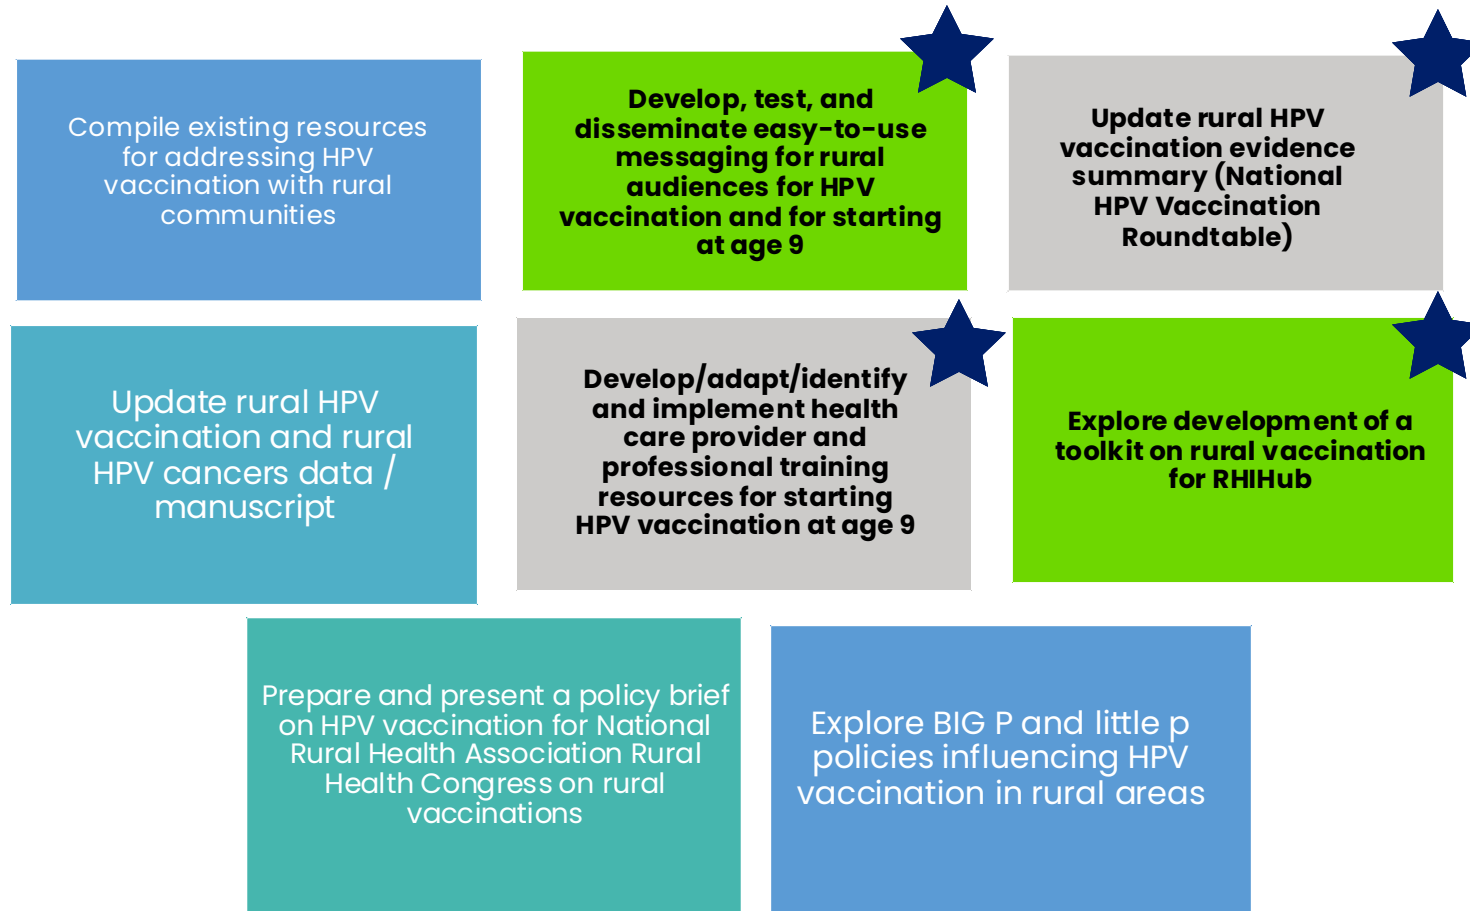 Compile existing resources
for addressing HPV
vaccination with rural
communities
Develop, test, and
disseminate easy-to-use
messaging for rural
audiences for HPV
vaccination and for starting
at age 9
Update rural HPV
vaccination evidence
summary (National
HPV Vaccination
Roundtable)
Update rural HPV
vaccination and rural
HPV cancers data /
manuscript
Develop/adapt/identify
and implement health
care provider and
professional training
resources for starting
HPV vaccination at age 9
Explore development of a
toolkit on rural vaccination
for RHIHub
Prepare and present a policy brief
on HPV vaccination for National
Rural Health Association Rural
Health Congress on rural
vaccinations
Explore BIG P and little p
policies influencing HPV
vaccination in rural areas